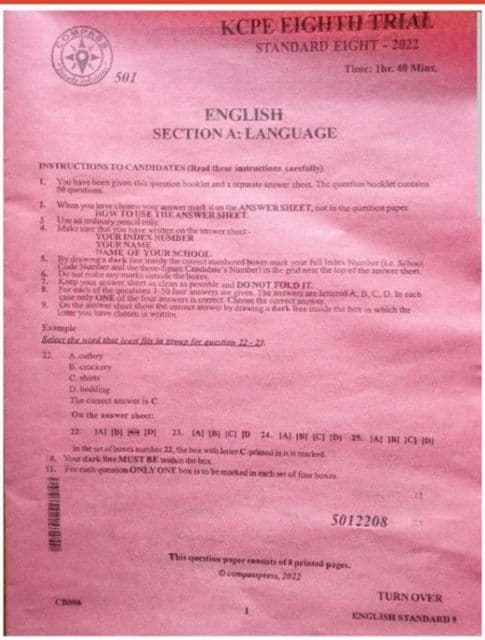 KCPE EIGHTH TRIAL
STANDARD EIGHT - 2022
Time: 1hr. 40 Mins.
COMPASS
501
ENGLISH
SECTION A: LANGUAGE
INSTRUCTIONS TO CANDIDATES (Read these instructions carefully)
1. You have been given this question booklet and a separate answer sheet. The question booklet contains
50 questions.
2. When you have chosen your answer mark it on the ANSWER SHEET, not in the question paper
HOW TO USE THE ANSWER SHEET
3 Use an ordinary pencil only.
4. Make sure that you have written on the answer sheet:-
YOUR INDEX NUMBER
YOUR NAME
NAME OF YOUR SCHOOL
5. By drawing a dark line inside the correct numbered boxes mark your full Index Number (i.e. School
Code Number and the three-figure Candidate's Number) in the grid near the top of the answer sheet.
6. Do not make any marks outside the boxes.
7. Keep your answer sheet as clean as possible and DO NOT FOLD IT.
8. For each of the questions 1-50 four answers are given. The answers are lettered A, B, C, D. In each
case only ONE of the four answers is correct. Choose the correct answer.
9. On the answer sheet show the correct answer by drawing a dark line inside the box in which the
letter you have chosen is written.
Example
Select the word that least fits in group for question 22 - 25.
22. A. cutlery
B. crockery
C. shirts
D. bedding
The correct answer is C
On the answer sheet:
22 [A] [B] [C] [D] 23. [A] [B] [C] [D 24. [A] [B] [C] [D] 25. [A] [B] [C] [D]
In the set of boxes number 22, the box with letter C printed in it is marked.
Your dark line MUST BE within the box.
11. For each question ONLY ONE box is to be marked in each set of four boxes.
5012208
This question paper consists of 8 printed pages.
© compasspress, 2022
TURN OVER
1
ENGLISH STANDARD 8